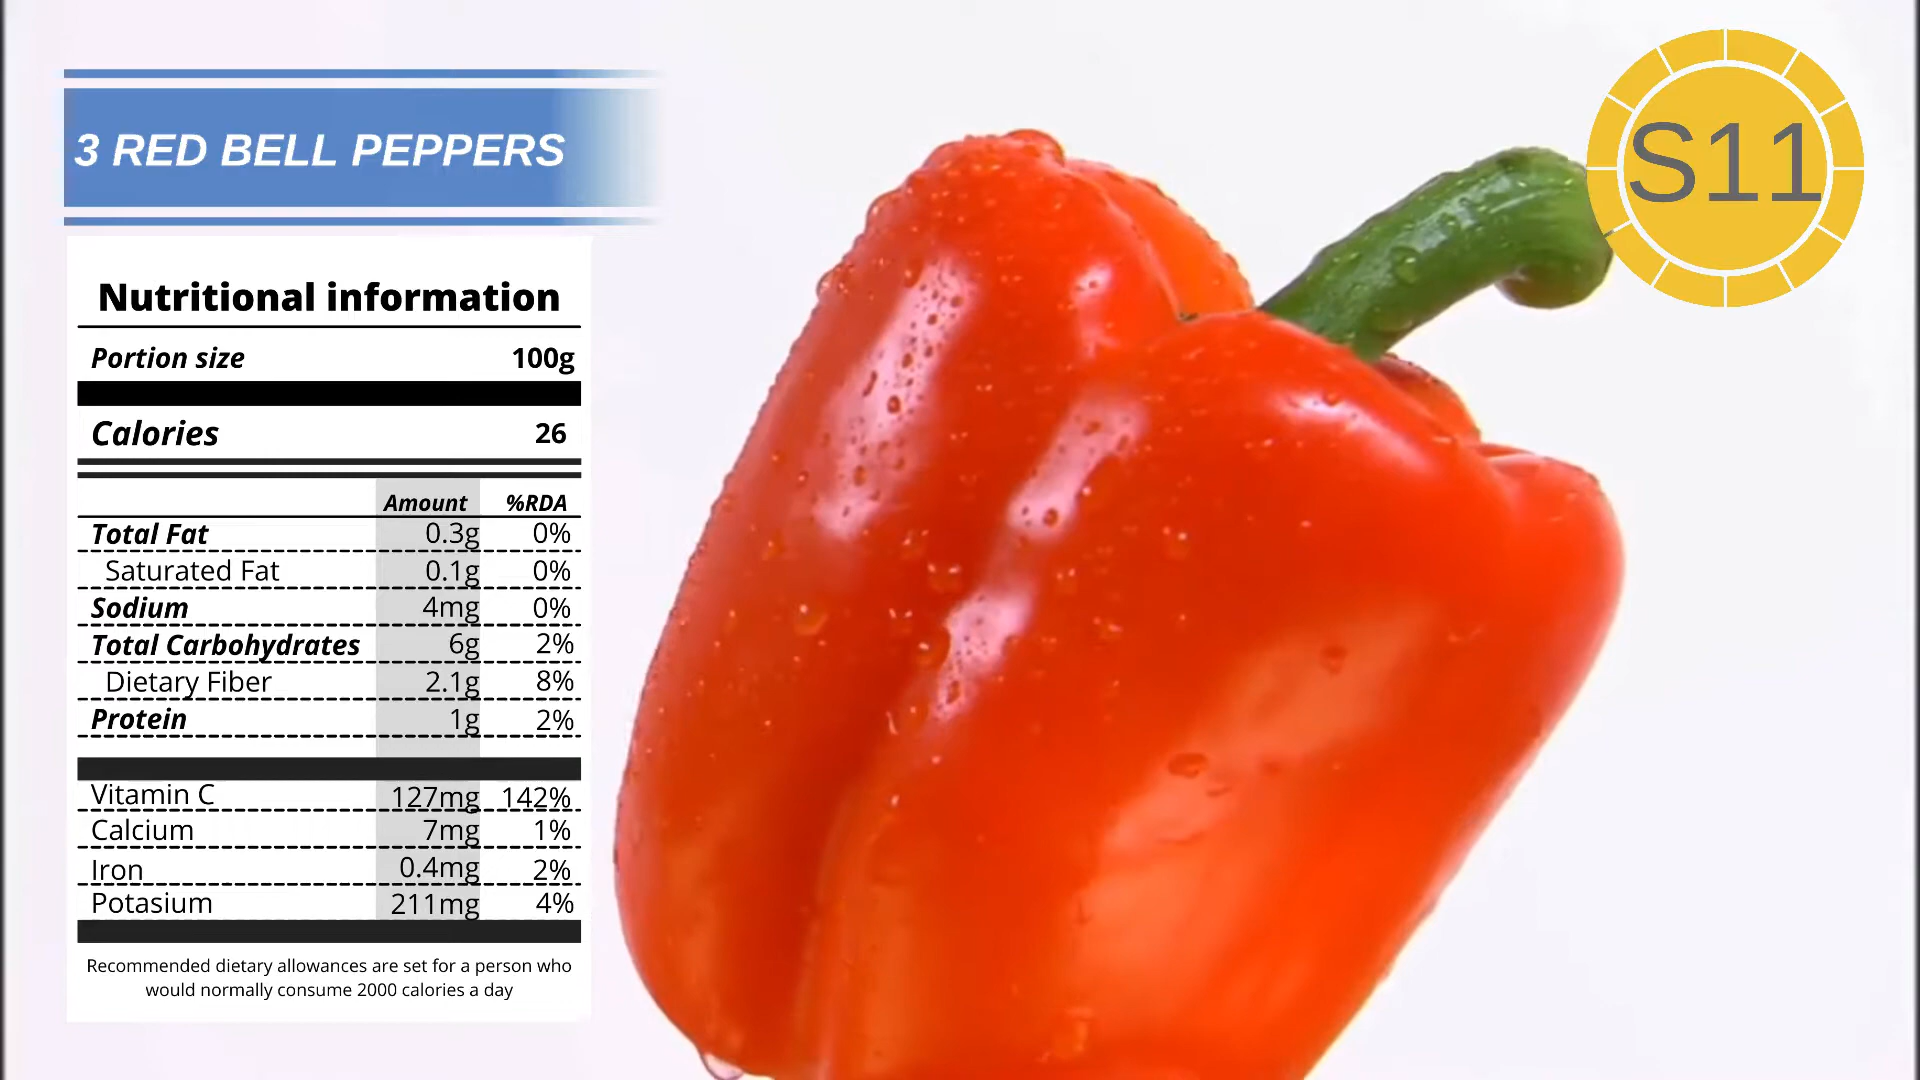 3 RED BELL PEPPERS
S11
Nutritional information
Portion size 100g
Calories 26
Amount %RDA
Total Fat 0.3g 0%
Saturated Fat 0.1g 0%
Sodium 4mg 0%
Total Carbohydrates 6g 2%
Dietary Fiber 2.1g 8%
Protein 1g 2%
Vitamin C 127mg 142%
Calcium 7mg 1%
Iron 0.4mg 2%
Potasium 211mg 4%
Recommended dietary allowances are set for a person who
would normally consume 2000 calories a day